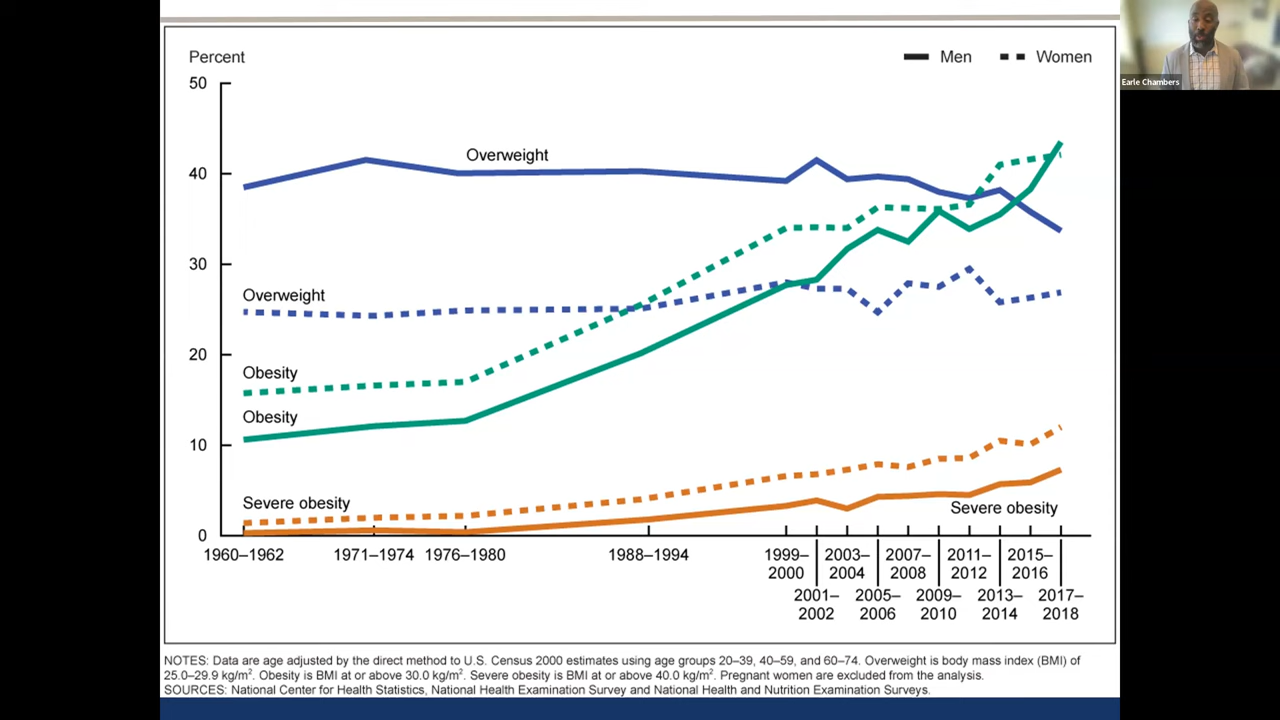 Percent
Men
Women
Earle Chambers
50
Overweight
40
30
Overweight
20
Obesity
Obesity
10
Severe obesity
Severe obesity
0
1960–1962
1971–1974
1976–1980
1988–1994
1999–
2000
2001–
2002
2003–
2004
2005–
2006
2007–
2008
2009–
2010
2011–
2012
2013–
2014
2015–
2016
2017–
2018
NOTES: Data are age adjusted by the direct method to U.S. Census 2000 estimates using age groups 20–39, 40–59, and 60–74. Overweight is body mass index (BMI) of
25.0–29.9 kg/m². Obesity is BMI at or above 30.0 kg/m². Severe obesity is BMI at or above 40.0 kg/m². Pregnant women are excluded from the analysis.
SOURCES: National Center for Health Statistics, National Health Examination Survey and National Health and Nutrition Examination Surveys.